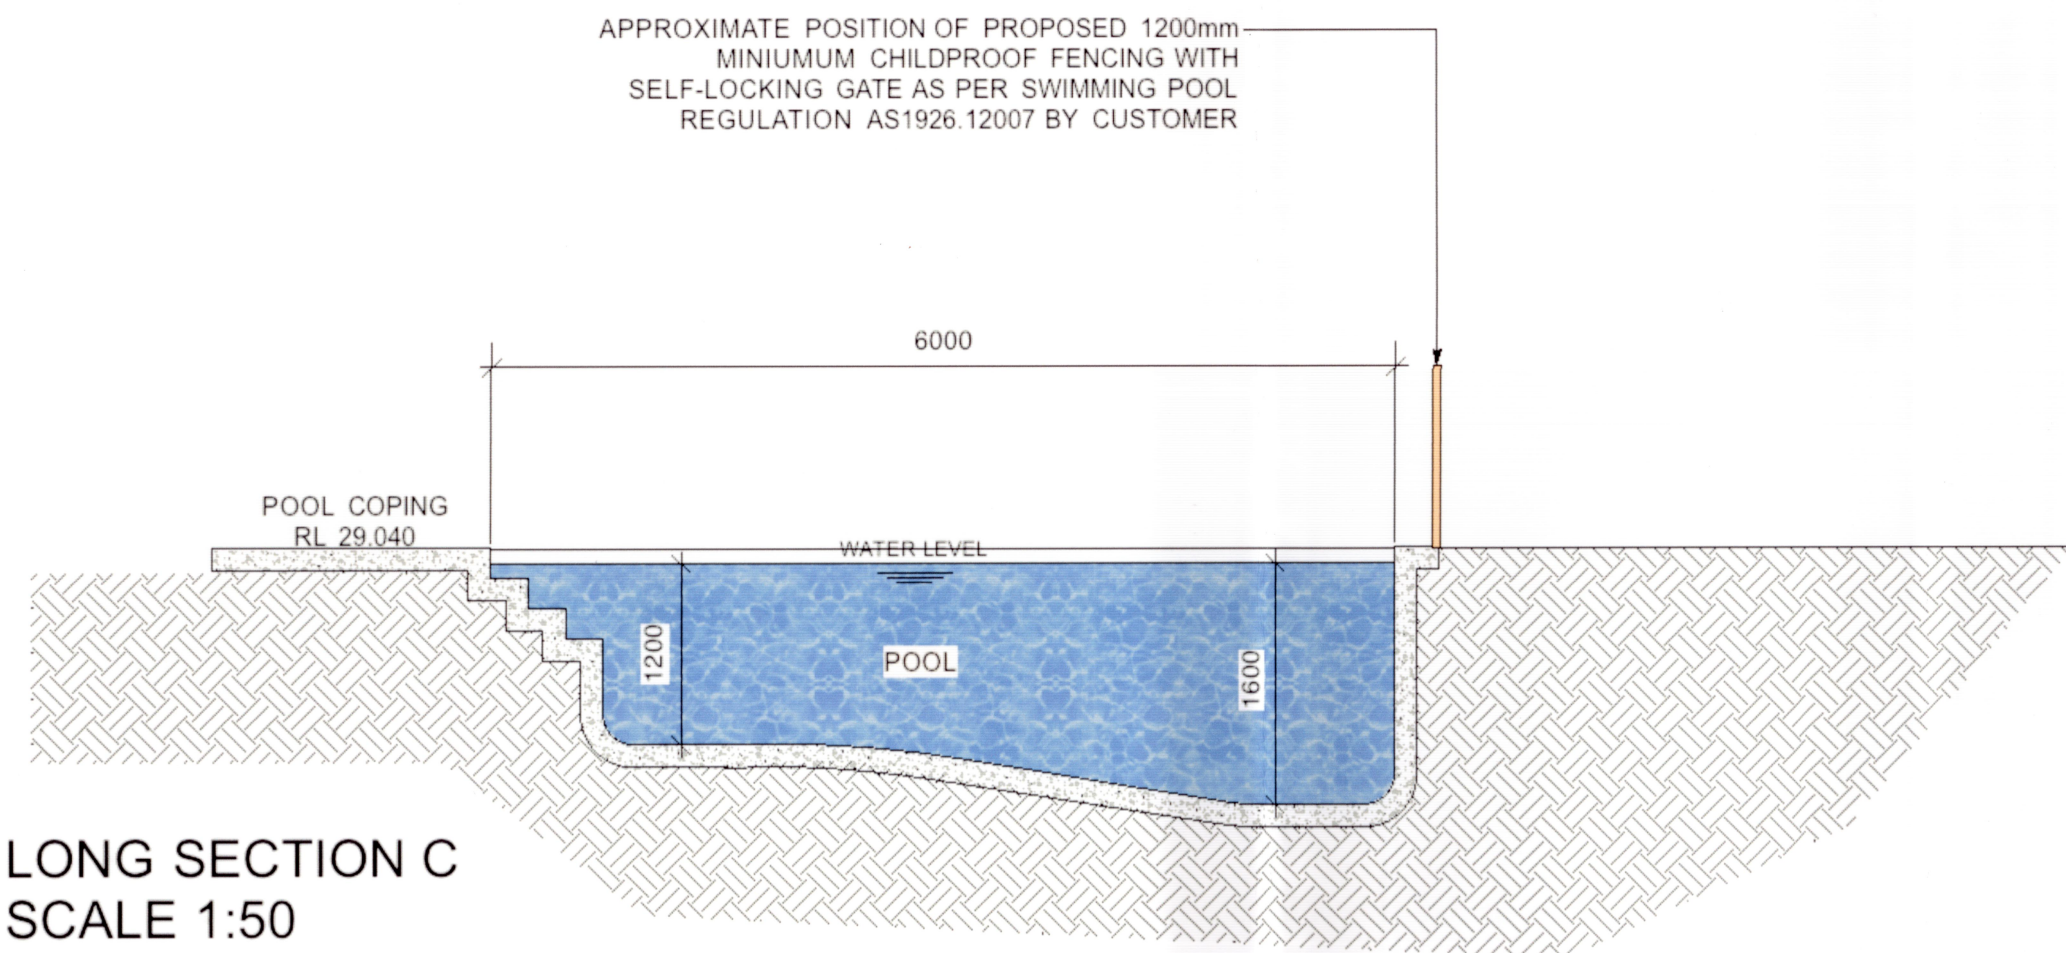 APPROXIMATE POSITION OF PROPOSED 1200mm
MINIUMUM CHILDPROOF FENCING WITH
SELF-LOCKING GATE AS PER SWIMMING POOL
REGULATION AS1926.12007 BY CUSTOMER
6000
POOL COPING
RL 29.040
WATER LEVEL
1200
POOL
1600
LONG SECTION C
SCALE 1:50